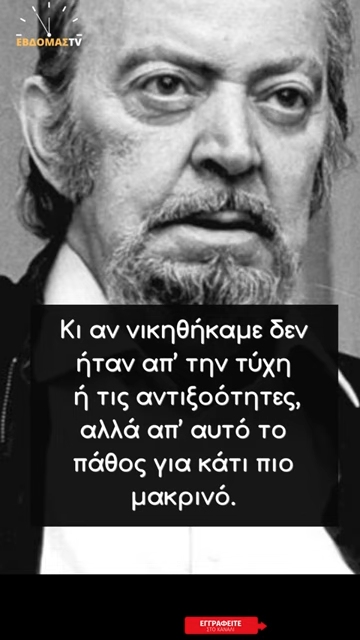 ΕΒΔΟΜΑΣTV
Κι αν νικηθήκαμε δεν
ήταν απ' την τύχη
ή τις αντιξοότητες,
αλλά απ' αυτό το
πάθος για κάτι πιο
μακρινό.
ΕΓΓΡΑΦΕΙΤΕ
ΣΤΟ ΚΑΝΑΛΙ